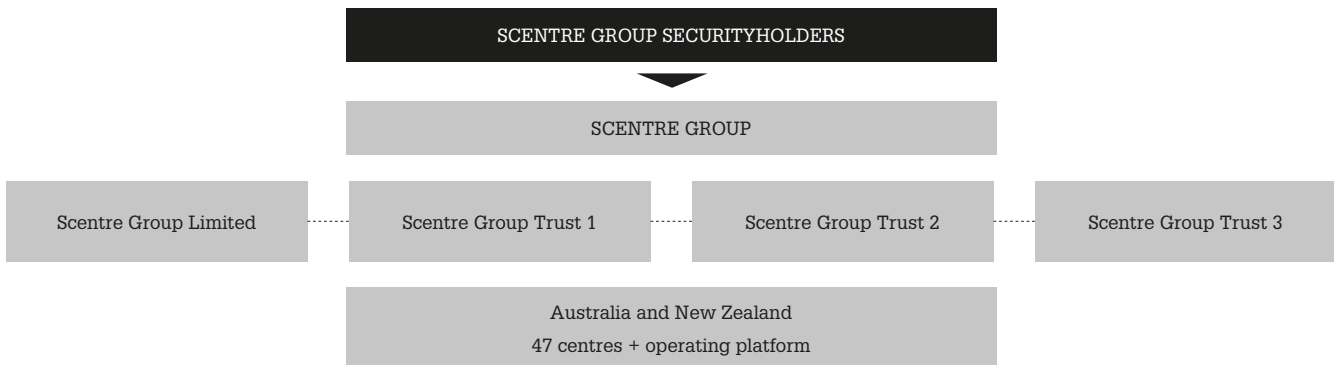 SCENTRE GROUP SECURITYHOLDERS
SCENTRE GROUP
Scentre Group Limited
Scentre Group Trust 1
Scentre Group Trust 2
Scentre Group Trust 3
Australia and New Zealand
47 centres + operating platform